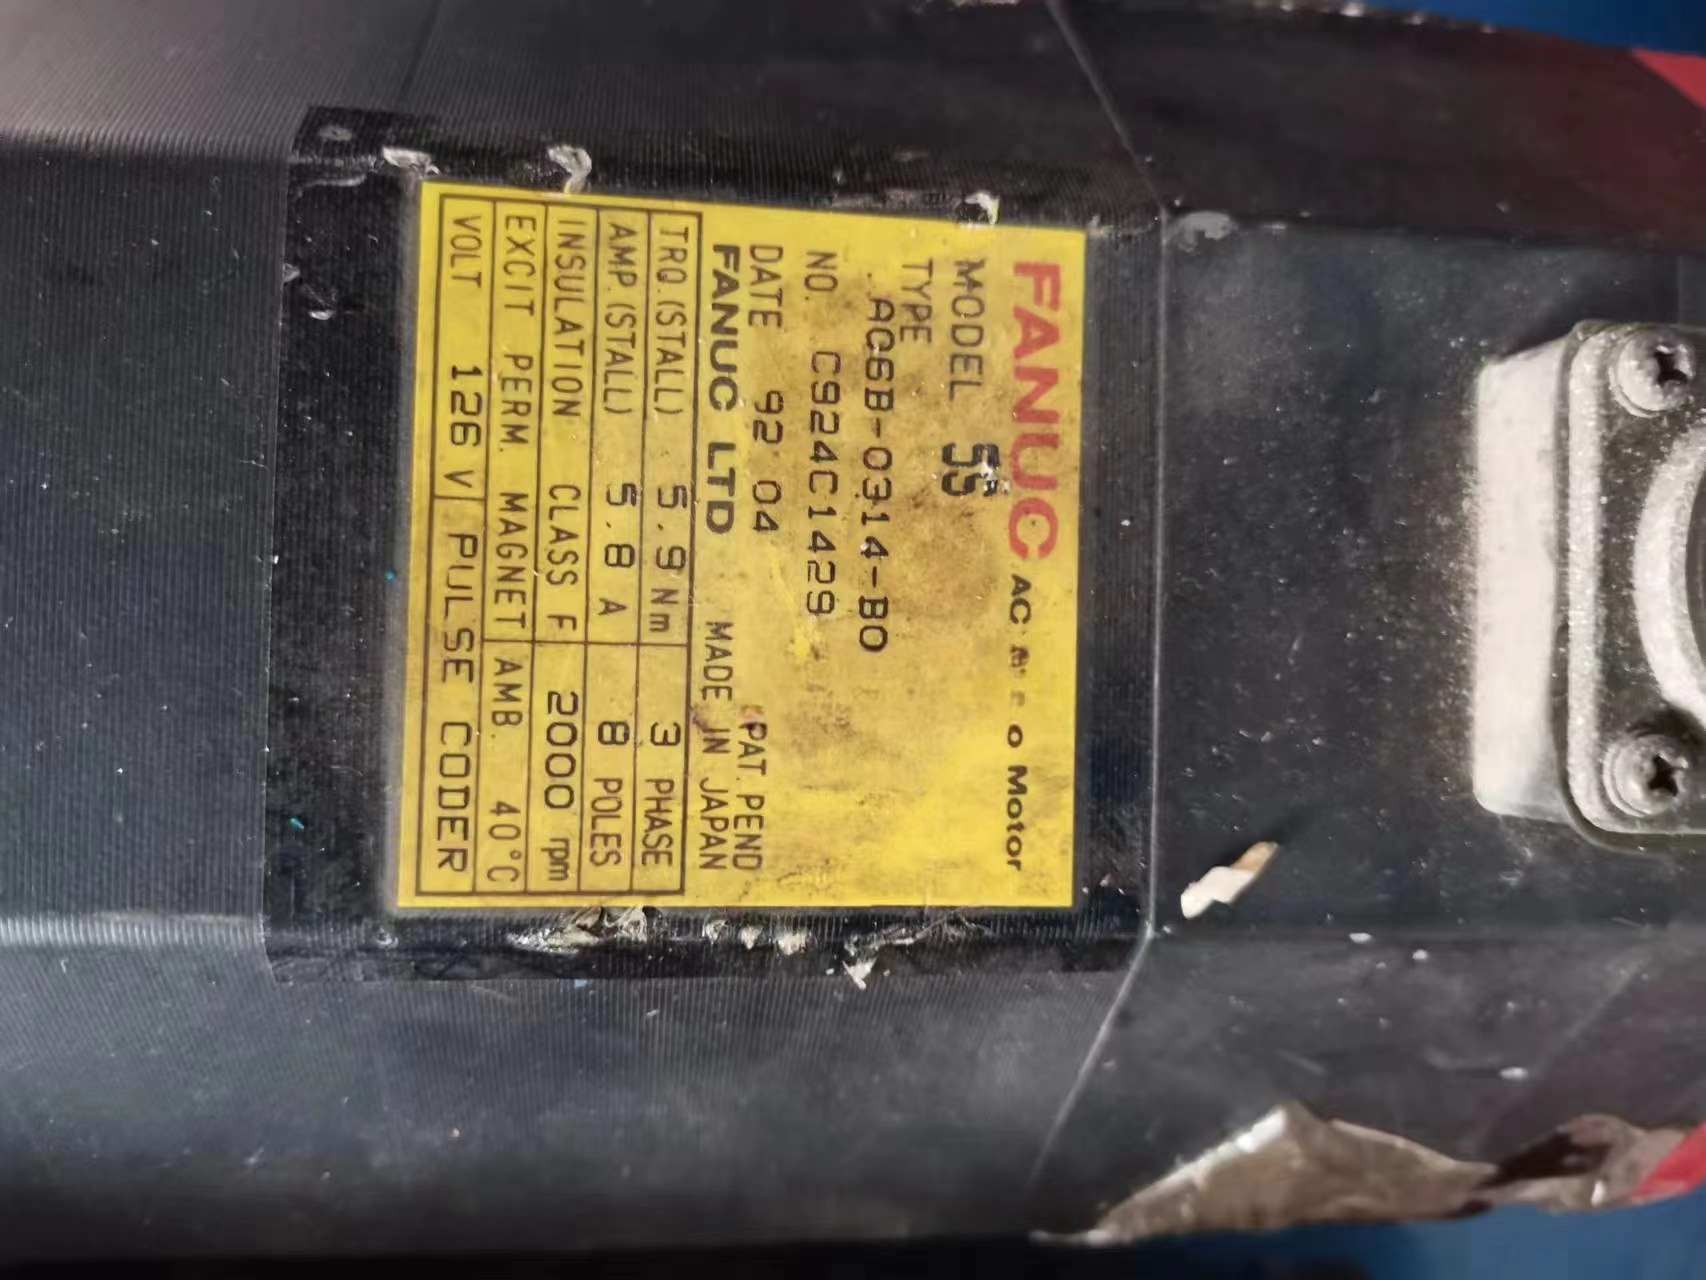 FANUC AC Motor
MODEL 5S
TYPE
A06B-0314-B0
NO. C924C1429
DATE 92.04 PAT. PEND
FANUC LTD MADE IN JAPAN
TRQ.(STALL) 5.9 Nm 3 PHASE
AMP.(STALL) 5.8 A 8 POLES
INSULATION CLASS F 2000 rpm
EXCIT PERM. MAGNET AMB. 40°C
VOLT 126 V PULSE CODER